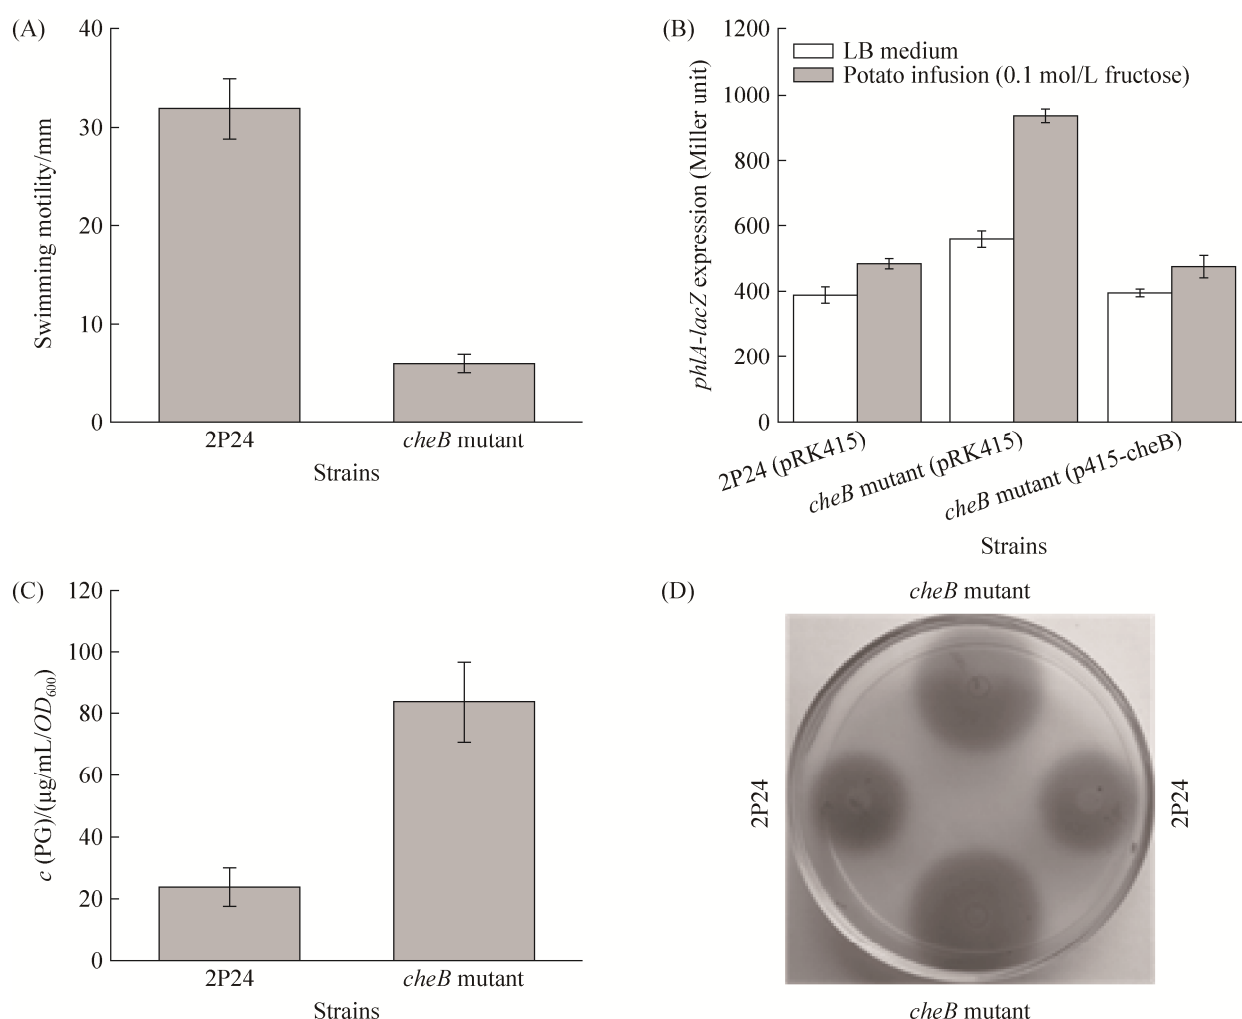 (A)
40
30
20
10
0
Swimming motility/mm
2P24
cheB mutant
Strains
(B)
1200
1000
800
600
400
200
0
phlA-lacZ expression (Miller unit)
LB medium
Potato infusion (0.1 mol/L fructose)
2P24 (pRK415)
cheB mutant (pRK415)
cheB mutant (p415-cheB)
Strains
(C)
120
100
80
60
40
20
0
c (PG)/(μg/mL/OD600)
2P24
cheB mutant
Strains
(D)
cheB mutant
2P24
2P24
cheB mutant